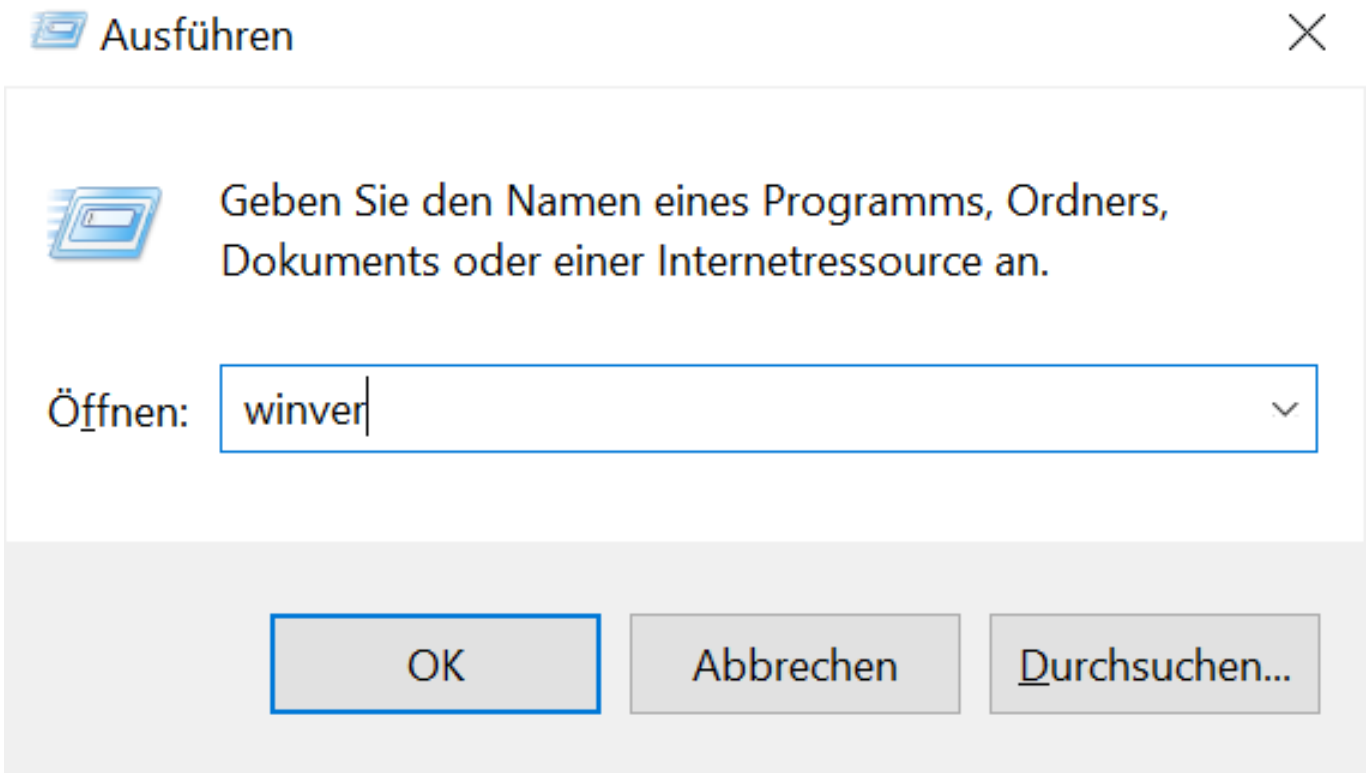 Ausführen
Geben Sie den Namen eines Programms, Ordners,
Dokuments oder einer Internetressource an.
Öffnen: winver
OK Abbrechen Durchsuchen...